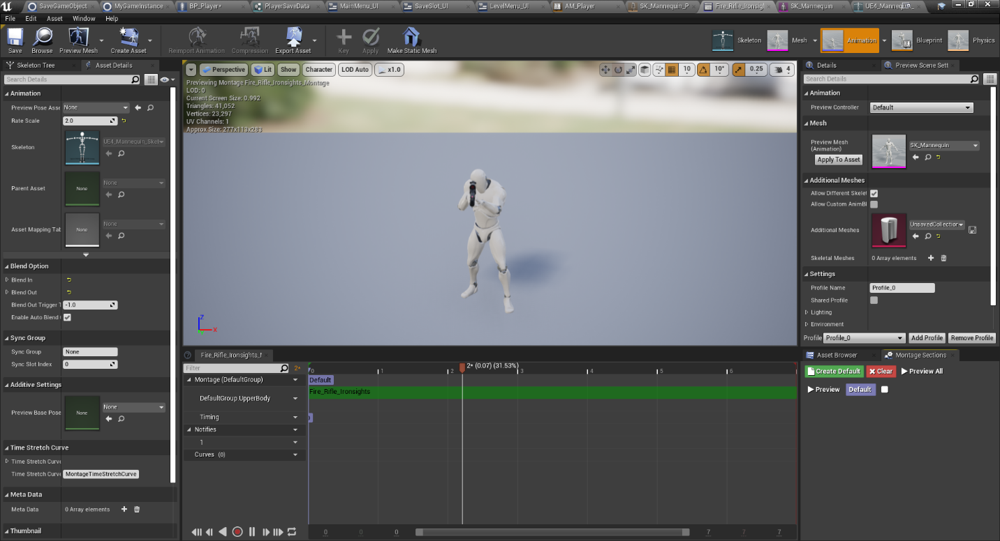 SaveGameObject
MyGameInstance
BP_Player*
PlayerSaveData
MainMenu_UI
SaveSlot_UI
LevelMenu_UI
AM_Player
SK_Mannequin_P
Fire_Rifle_Ironsigl
SK_Mannequin
UE4_Mannequin_
File Edit Asset Window Help
Save
Browse
Preview Mesh
Create Asset
Reimport Animation
Compression
Export Asset
Key
Apply
Make Static Mesh
Skeleton
Mesh
Animation
Blueprint
Physics
Skeleton Tree
Asset Details
Search Details
Animation
Preview Pose Asse
None
Rate Scale
2.0
Skeleton
UE4_Mannequin_Skel
Parent Asset
None
None
Asset Mapping Tab
None
None
Blend Option
Blend In
Blend Out
Blend Out Trigger T
-1.0
Enable Auto Blend
Sync Group
Sync Group
None
Sync Slot Index
0
Additive Settings
Preview Base Pose
None
None
Time Stretch Curve
Time Stretch Curve
Time Stretch Curve
MontageTimeStretchCurve
Meta Data
Meta Data
0 Array elements
Thumbnail
Perspective
Lit
Show
Character
LOD Auto
x1.0
10
10°
0.25
4
Previewing Montage Fire_Rifle_Ironsights_Montage
LOD: 0
Current Screen Size: 0.992
Triangles: 41,052
Vertices: 23,297
UV Channels: 1
Approx Size: 277x113x283
Z
X
Fire_Rifle_Ironsights_M
Filter
2*
0
1
2
2* (0.07) (31.53%)
3
4
5
6
Montage (DefaultGroup)
Default
Fire_Rifle_Ironsights
DefaultGroup.UpperBody
Timing
Notifies
1
Curves (0)
0
0
0
7
7
7
Details
Preview Scene Sett
Search Details
Animation
Preview Controller
Default
Mesh
Preview Mesh
(Animation)
Apply To Asset
SK_Mannequin
Additional Meshes
Allow Different Skelet
Allow Custom AnimBl
Additional Meshes
UnsavedCollection
Skeletal Meshes
0 Array elements
Settings
Profile Name
Profile_0
Shared Profile
Lighting
Environment
Profile
Profile_0
Add Profile
Remove Profile
Asset Browser
Montage Sections
Create Default
Clear
Preview All
Preview
Default